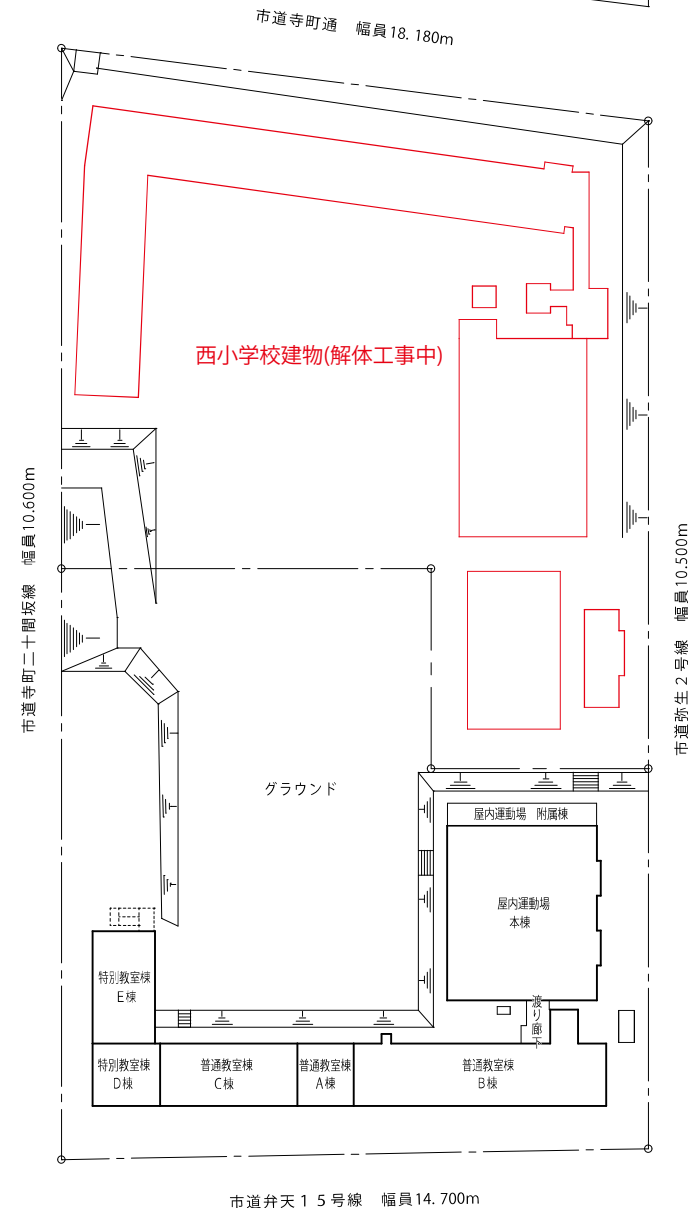 市道寺町通　幅員18.180m
西小学校建物(解体工事中)
市道寺町二十間坂線　幅員10.600m
市道弥生２号線　幅員10.500m
グラウンド
屋内運動場　附属棟
屋内運動場
本棟
渡り廊下
特別教室棟
E棟
特別教室棟
D棟
普通教室棟
C棟
普通教室棟
A棟
普通教室棟
B棟
市道弁天１５号線　幅員14.700m